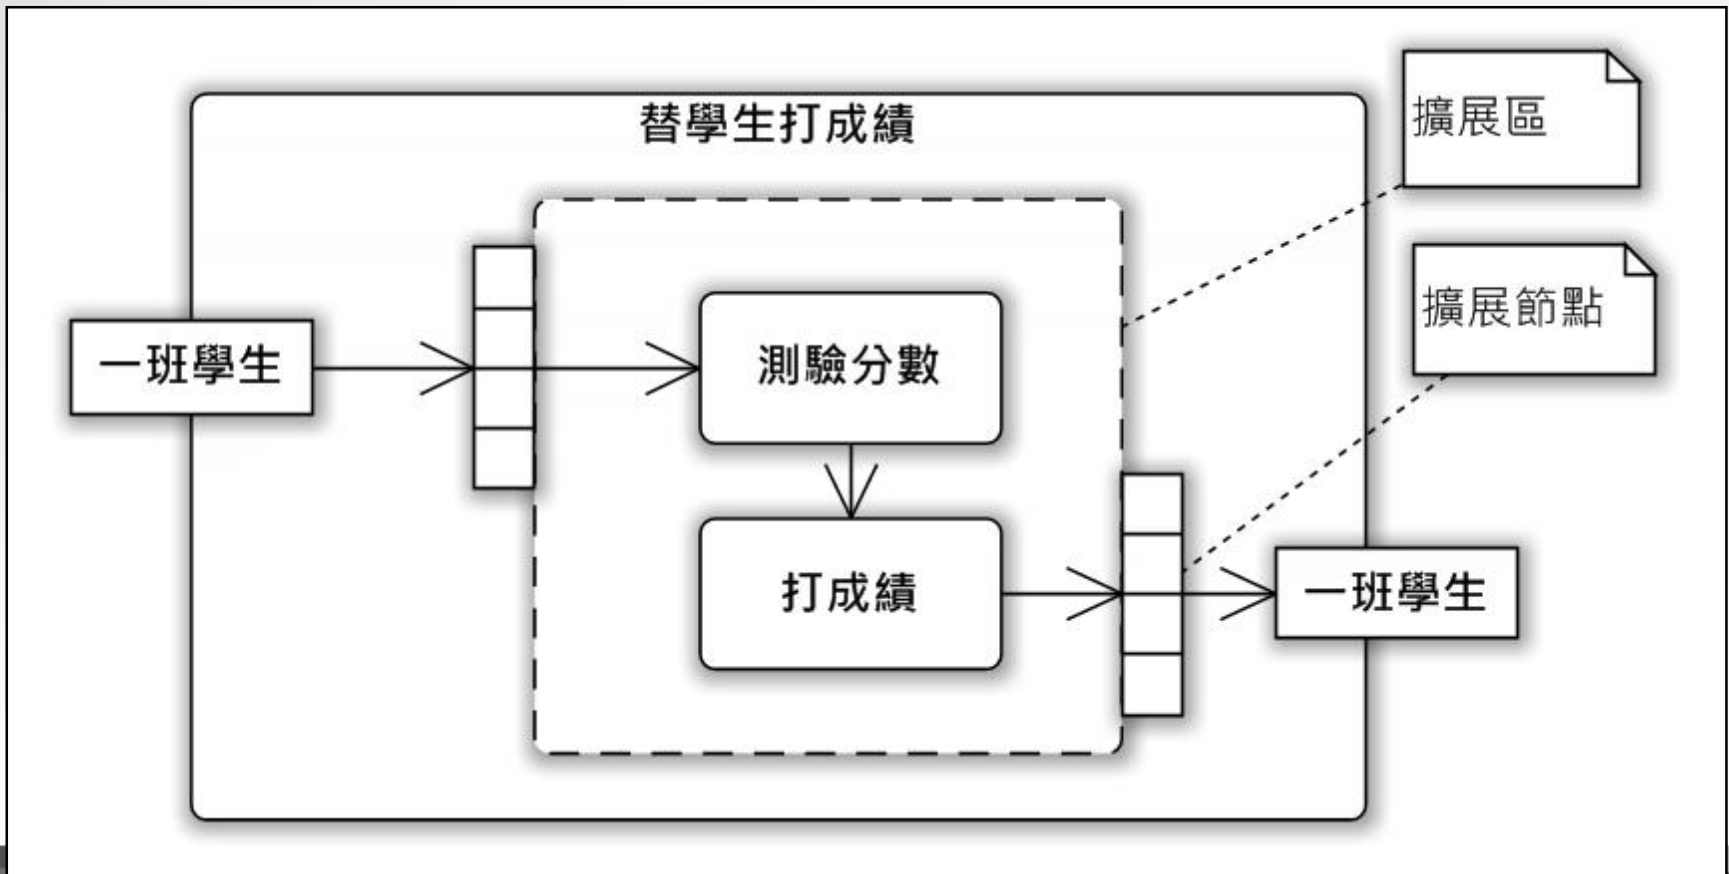 替學生打成績
擴展區
擴展節點
一班學生
測驗分數
打成績
一班學生